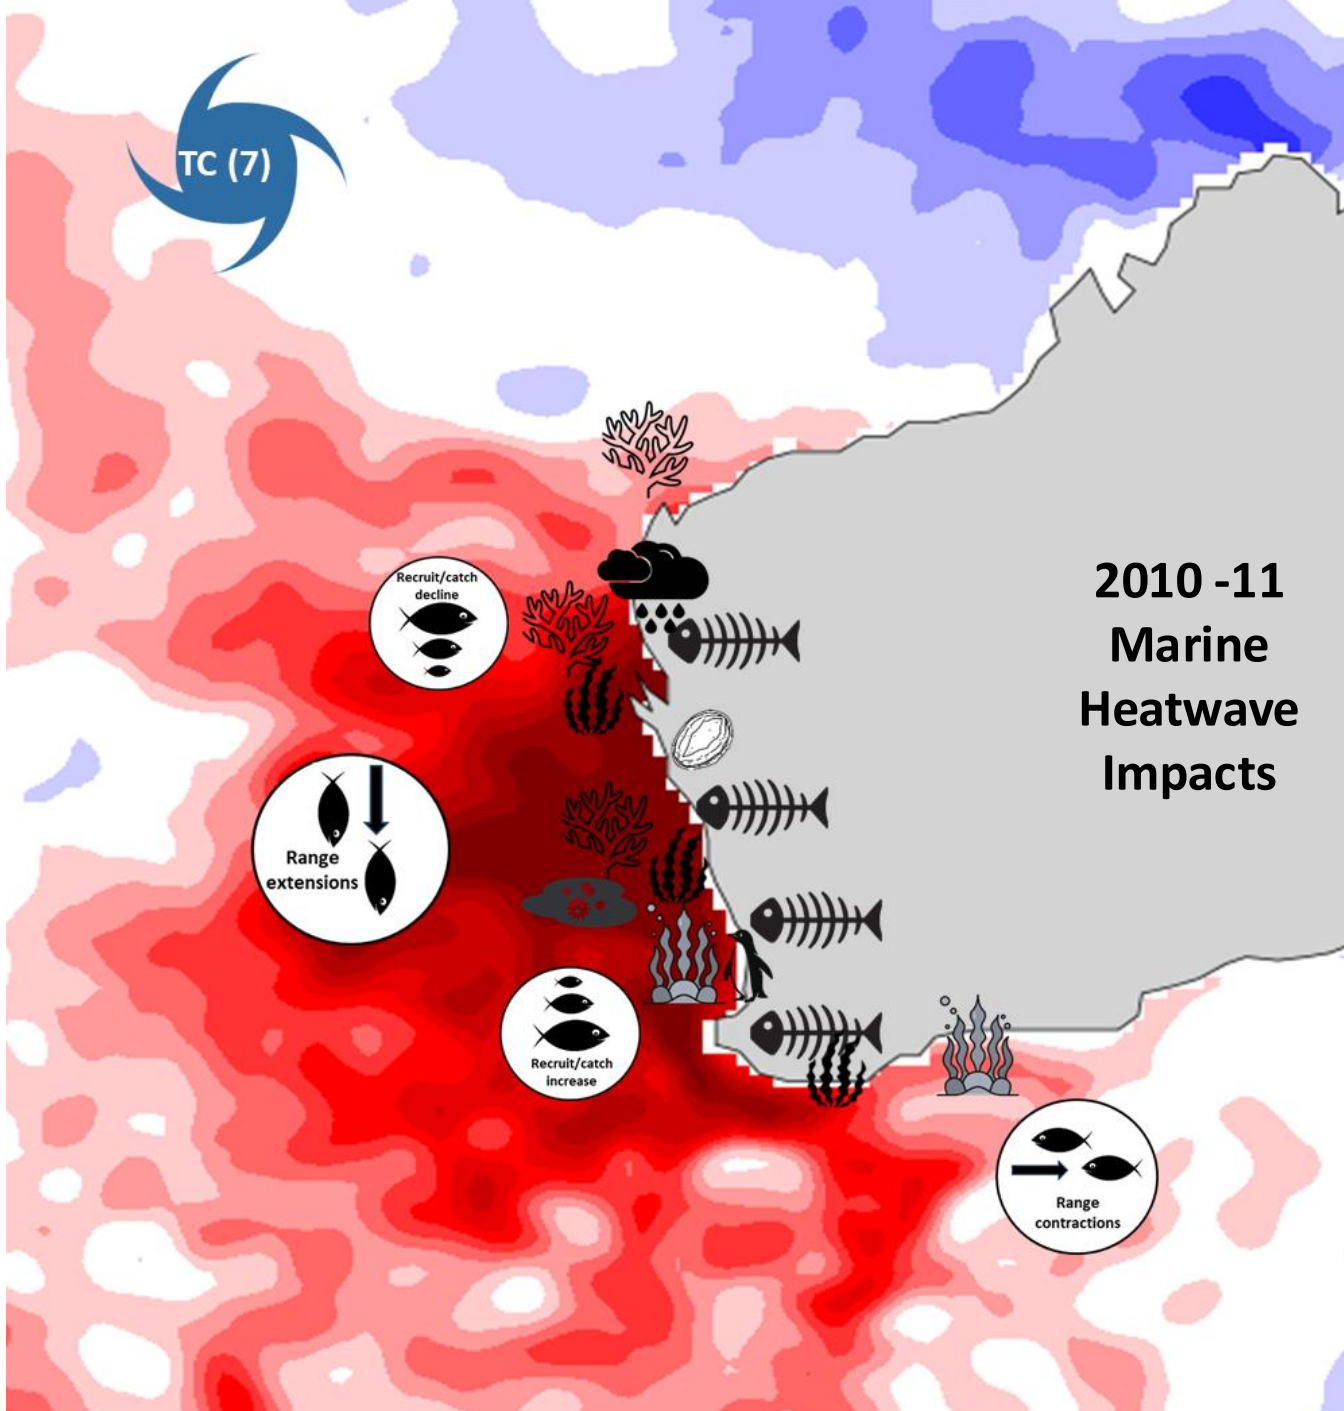 TC (7)
2010 -11
Marine
Heatwave
Impacts
Recruit/catch
decline
Range
extensions
Recruit/catch
increase
Range
contractions